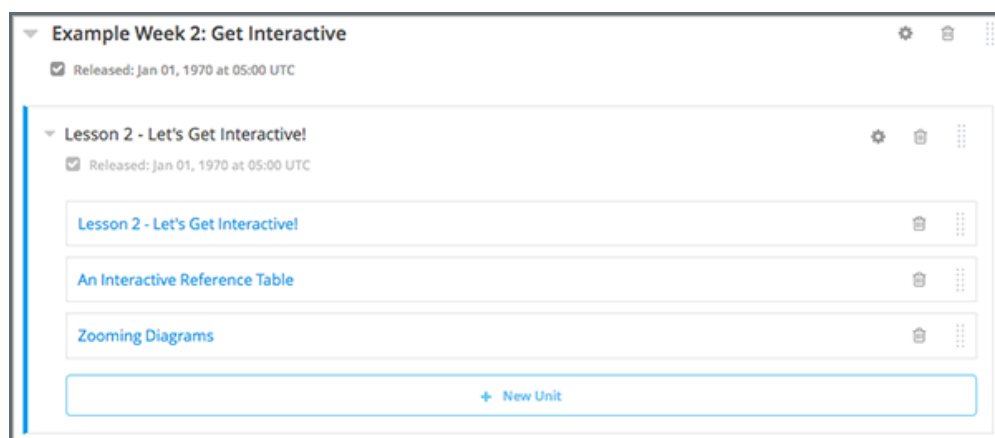 Example Week 2: Get Interactive
Released: Jan 01, 1970 at 05:00 UTC
Lesson 2 - Let's Get Interactive!
Released: Jan 01, 1970 at 05:00 UTC
Lesson 2 - Let's Get Interactive!
An Interactive Reference Table
Zooming Diagrams
+ New Unit